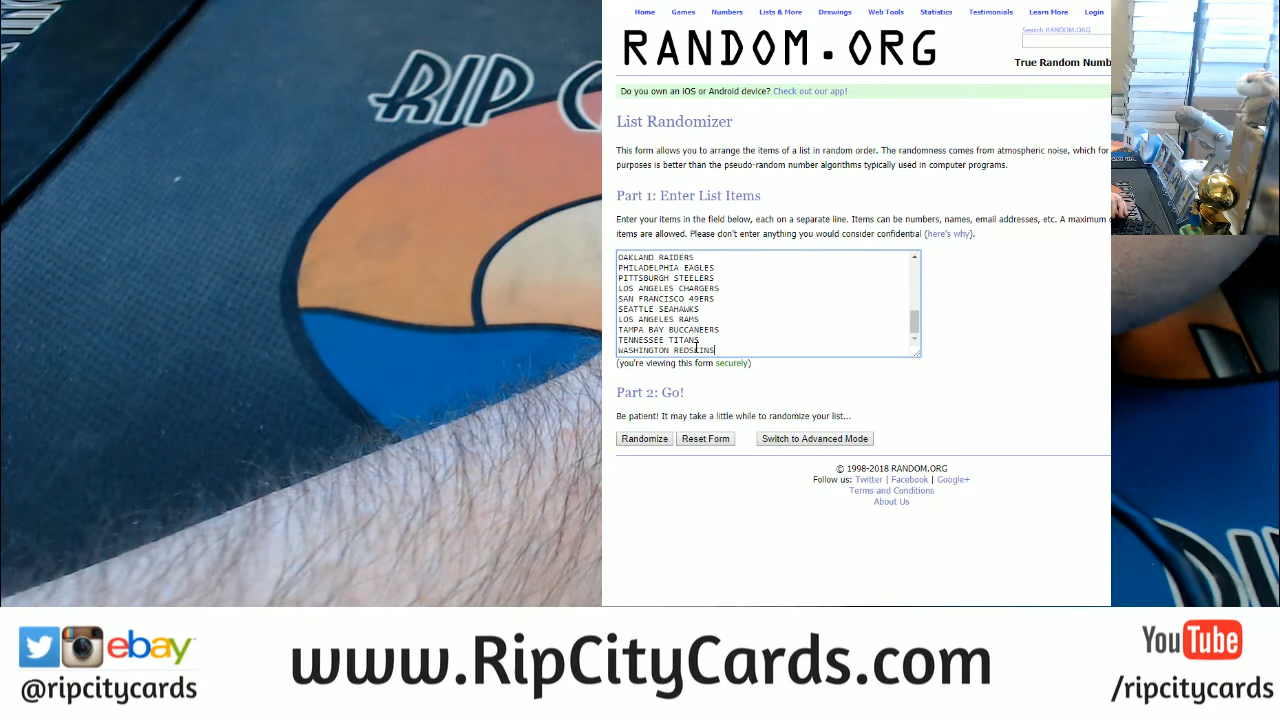 RIP C
Home Games Numbers Lists & More Drawings Web Tools Statistics Testimonials Learn More Login
RANDOM.ORG
Search RANDOM.ORG
True Random Numb
Do you own an iOS or Android device? Check out our app!
List Randomizer
This form allows you to arrange the items of a list in random order. The randomness comes from atmospheric noise, which for
purposes is better than the pseudo-random number algorithms typically used in computer programs.
Part 1: Enter List Items
Enter your items in the field below, each on a separate line. Items can be numbers, names, email addresses, etc. A maximum
items are allowed. Please don't enter anything you would consider confidential (here's why).
OAKLAND RAIDERS
PHILADELPHIA EAGLES
PITTSBURGH STEELERS
LOS ANGELES CHARGERS
SAN FRANCISCO 49ERS
SEATTLE SEAHAWKS
LOS ANGELES RAMS
TAMPA BAY BUCCANEERS
TENNESSEE TITANS
WASHINGTON REDSKINS
(you're viewing this form securely)
Part 2: Go!
Be patient! It may take a little while to randomize your list...
Randomize Reset Form Switch to Advanced Mode
© 1998-2018 RANDOM.ORG
Follow us: Twitter | Facebook | Google+
Terms and Conditions
About Us
ebay
@ripcitycards
www.RipCityCards.com
YouTube
/ripcitycards